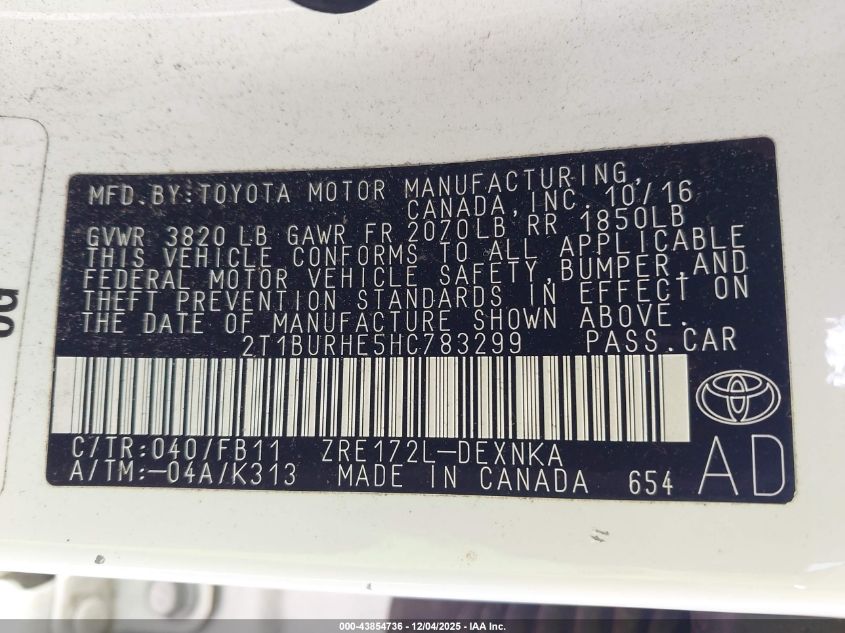 MFD.BY:TOYOTA MOTOR MANUFACTURING,
CANADA, INC. 10/16
GVWR 3820 LB GAWR FR 2070LB RR 1850LB
THIS VEHICLE CONFORMS TO ALL APPLICABLE
FEDERAL MOTOR VEHICLE SAFETY,BUMPER,AND
THEFT PREVENTION STANDARDS IN EFFECT ON
THE DATE OF MANUFACTURE SHOWN ABOVE.
2T1BURHE5HC783299 PASS.CAR
C/TR:040/FB11 ZRE172L-DEXNKA
A/TM:-04A/K313 MADE IN CANADA 654
AD
000-43854736 - 12/04/2025 - IAA Inc.